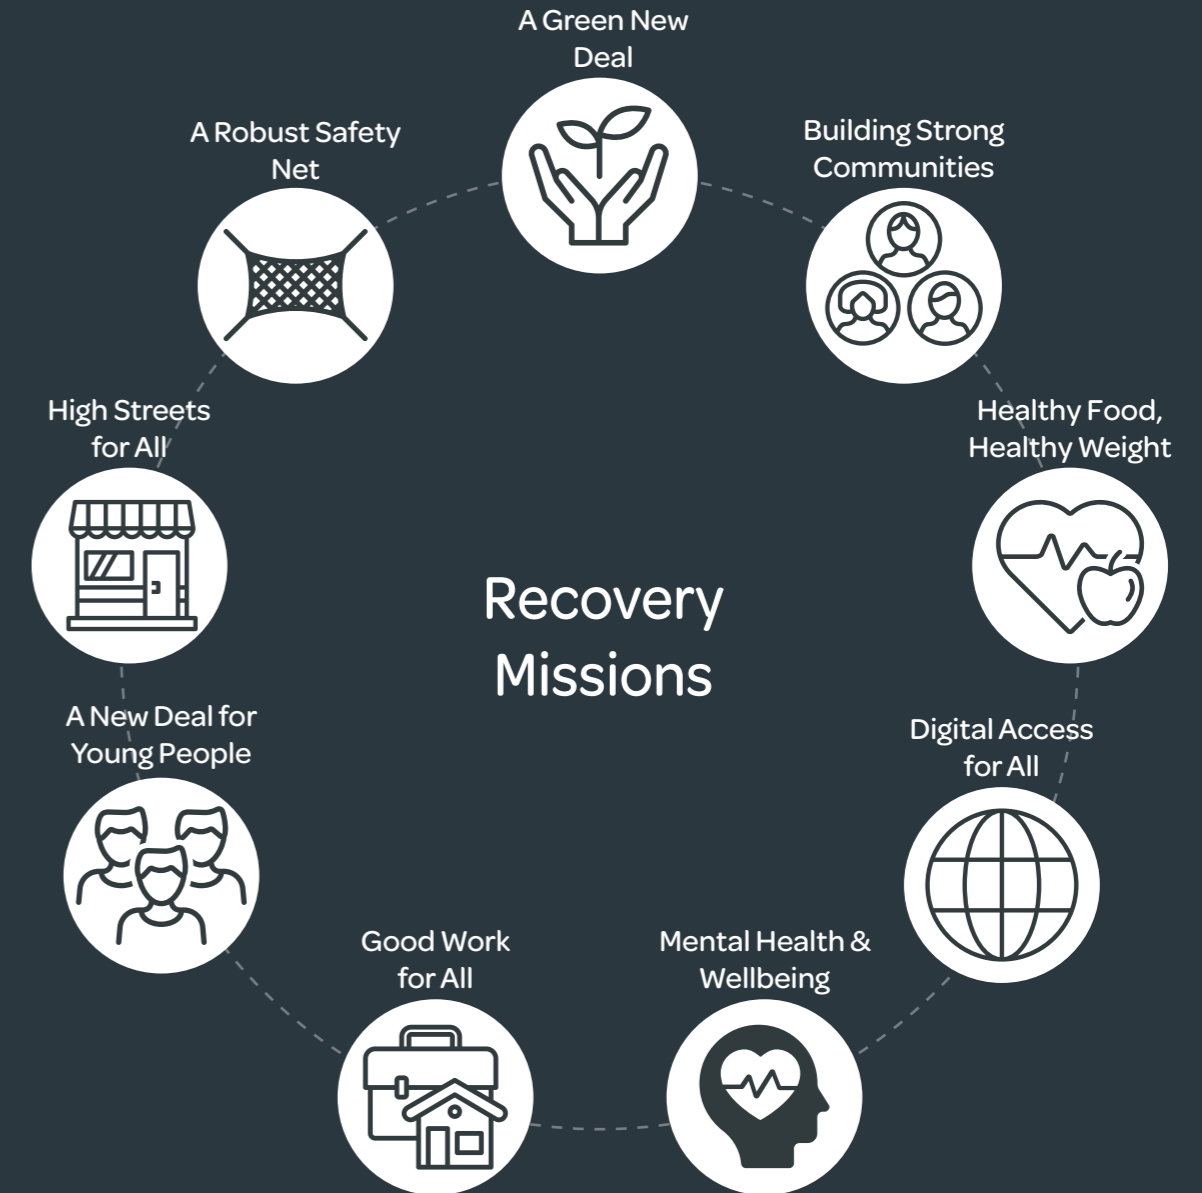 A Green New
Deal
A Robust Safety
Net
Building Strong
Communities
High Streets
for All
Healthy Food,
Healthy Weight
Recovery
Missions
A New Deal for
Young People
Digital Access
for All
Good Work
for All
Mental Health &
Wellbeing